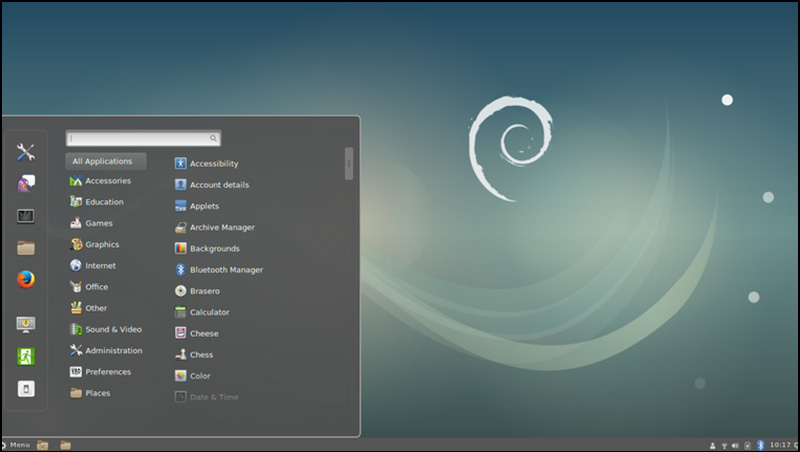 All Applications
Accessories
Education
Games
Graphics
Internet
Office
Other
Sound & Video
Administration
Preferences
Places
Accessibility
Account details
Applets
Archive Manager
Backgrounds
Bluetooth Manager
Brasero
Calculator
Cheese
Chess
Color
Date & Time
Menu
10:17